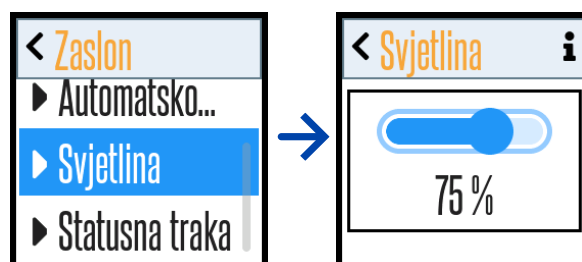 Zaslon
Automatsko...
Svjetlina
Statusna traka
Svjetlina
75 %